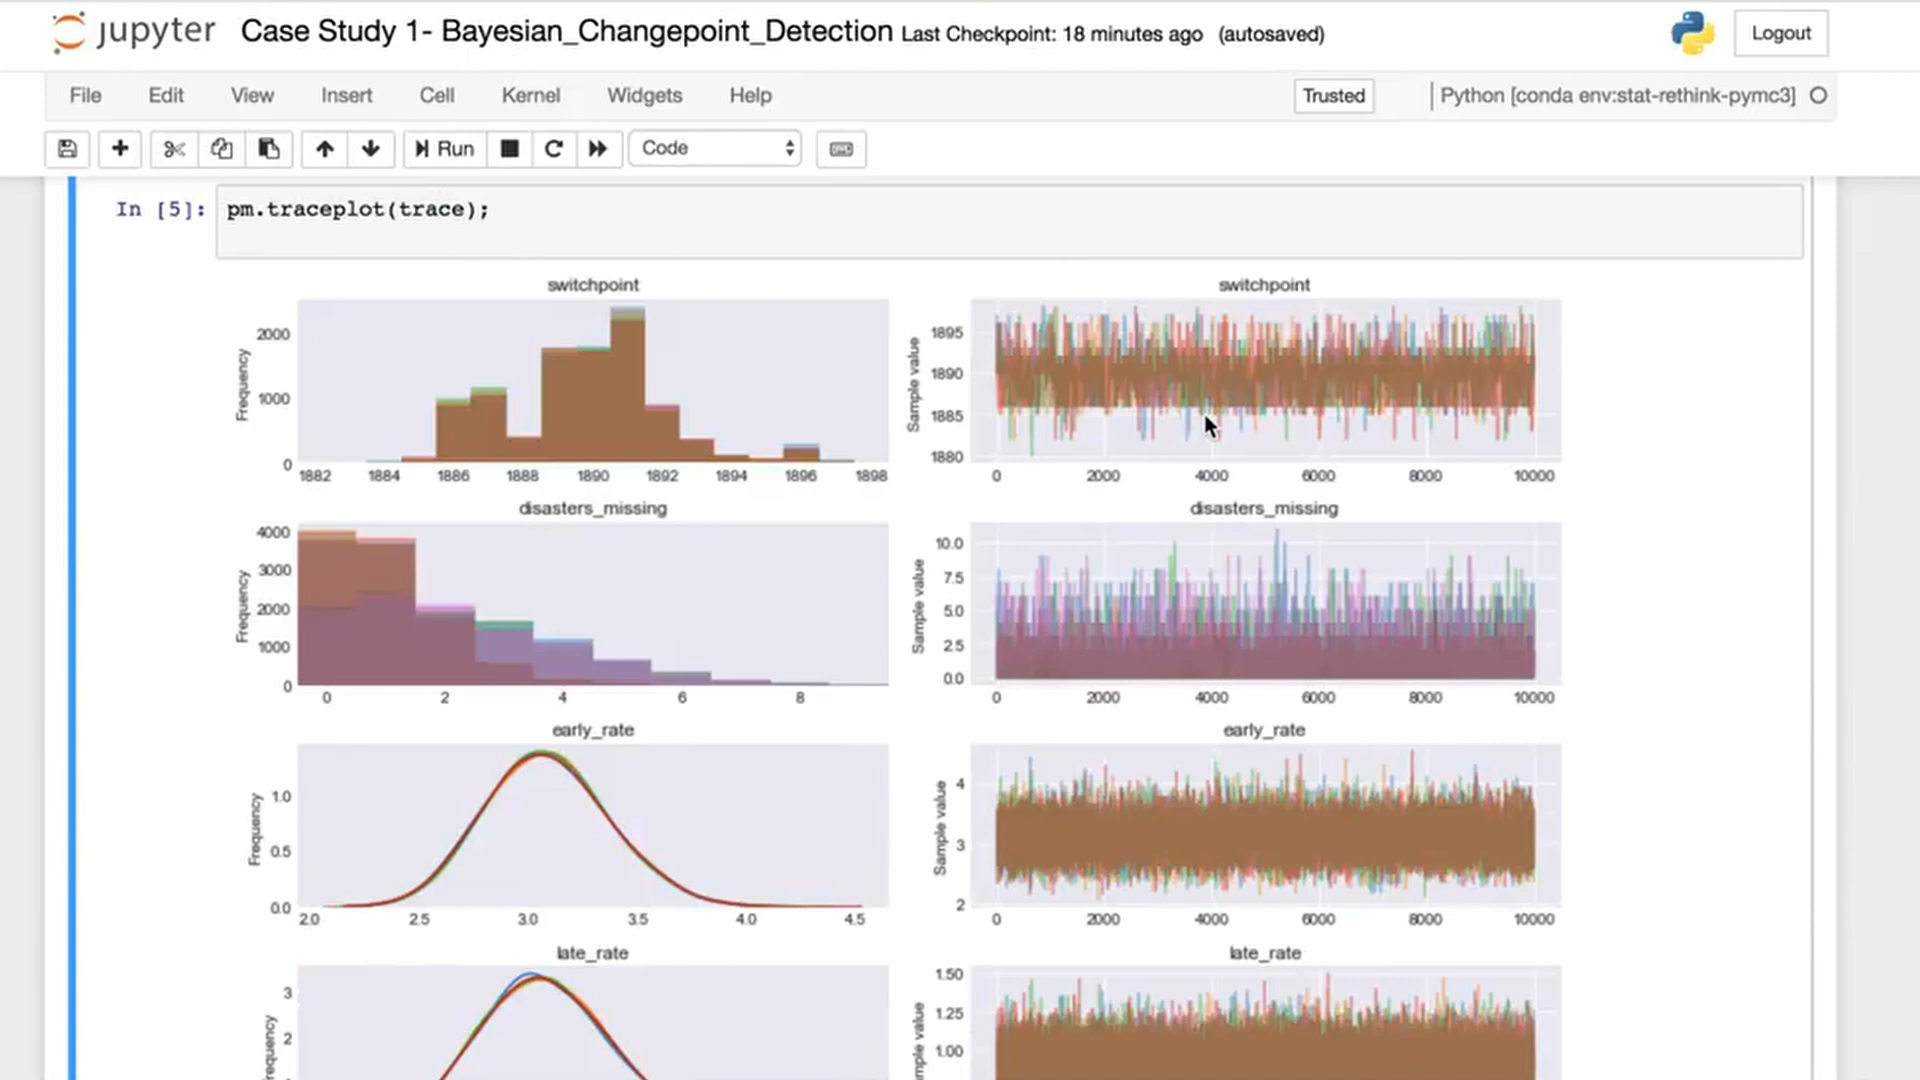 jupyter Case Study 1- Bayesian_Changepoint_Detection Last Checkpoint: 18 minutes ago (autosaved) Logout
File Edit View Insert Cell Kernel Widgets Help Trusted Python [conda env:stat-rethink-pymc3]
Run Code
In [5]: pm.traceplot(trace);
switchpoint
Frequency
2000
1000
0
1882 1884 1886 1888 1890 1892 1894 1896 1898
switchpoint
Sample value
1895
1890
1885
1880
0 2000 4000 6000 8000 10000
disasters_missing
Frequency
4000
3000
2000
1000
0
0 2 4 6 8
disasters_missing
Sample value
10.0
7.5
5.0
2.5
0.0
0 2000 4000 6000 8000 10000
early_rate
Frequency
1.0
0.5
0.0
2.0 2.5 3.0 3.5 4.0 4.5
early_rate
Sample value
4
3
2
0 2000 4000 6000 8000 10000
late_rate
requency
3
2
late_rate
mple value
1.50
1.25
1.00